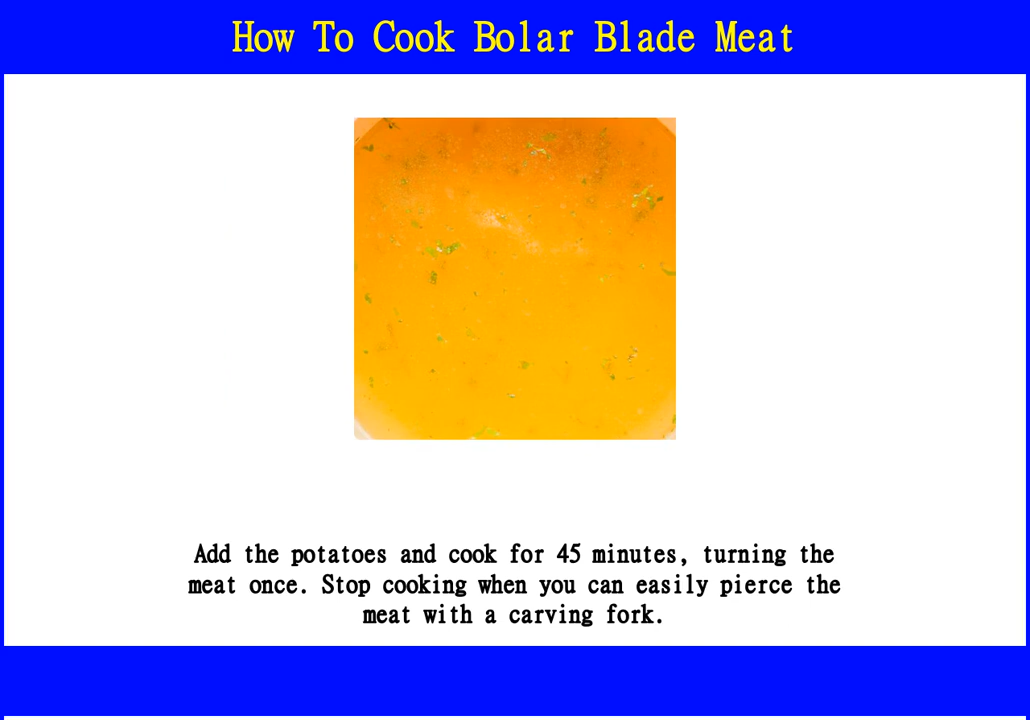 How To Cook Bolar Blade Meat
Add the potatoes and cook for 45 minutes, turning the
meat once. Stop cooking when you can easily pierce the
meat with a carving fork.